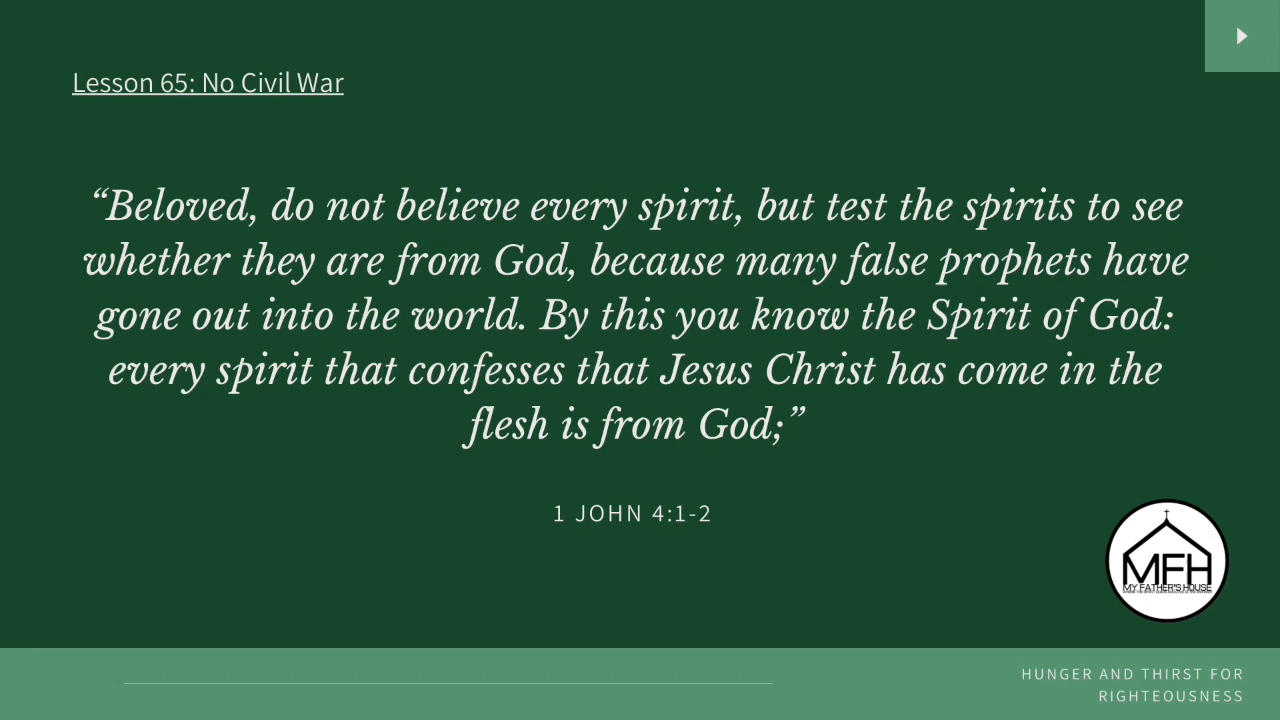 Lesson 65: No Civil War
“Beloved, do not believe every spirit, but test the spirits to see
whether they are from God, because many false prophets have
gone out into the world. By this you know the Spirit of God:
every spirit that confesses that Jesus Christ has come in the
flesh is from God;”
1 JOHN 4:1-2
MFH
MY FATHER'S HOUSE
HUNGER AND THIRST FOR
RIGHTEOUSNESS